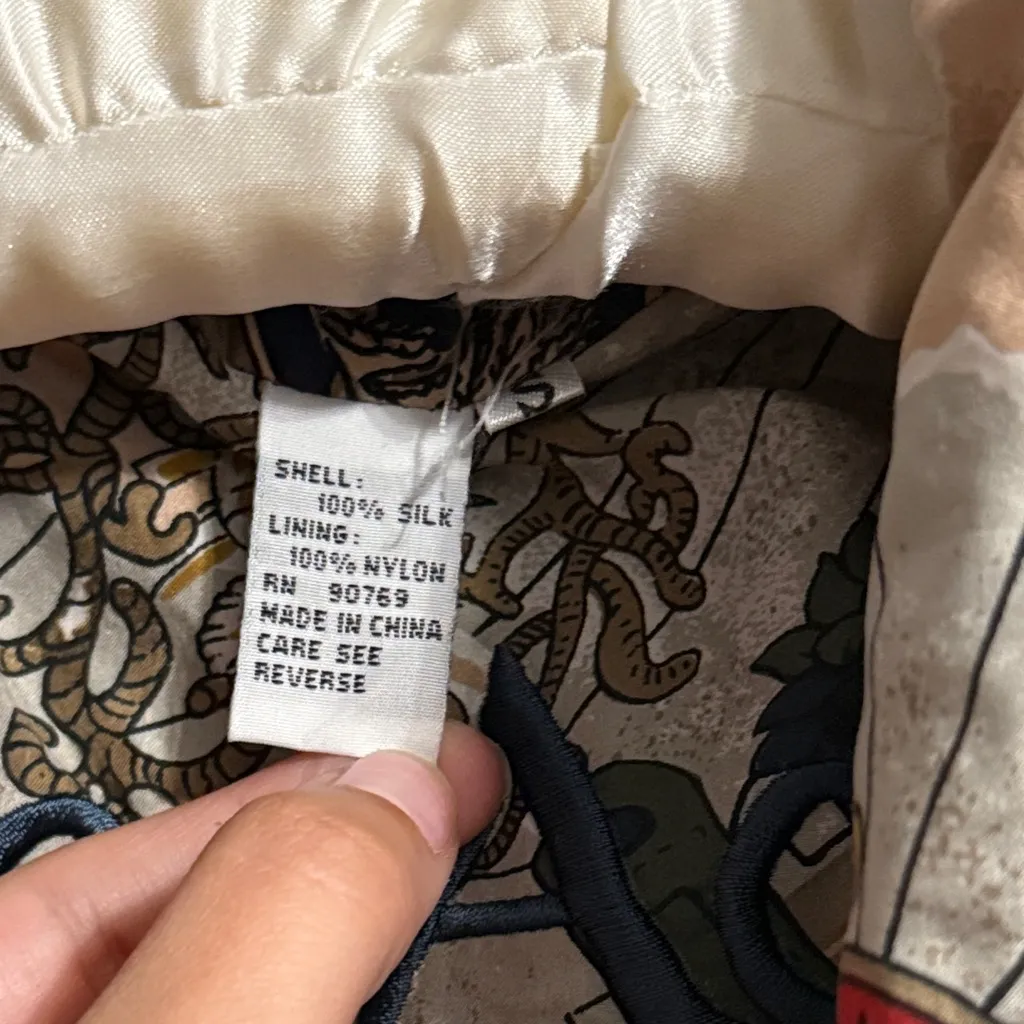 SHELL:
100% SILK
LINING:
100% NYLON
RN 90769
MADE IN CHINA
CARE SEE
REVERSE